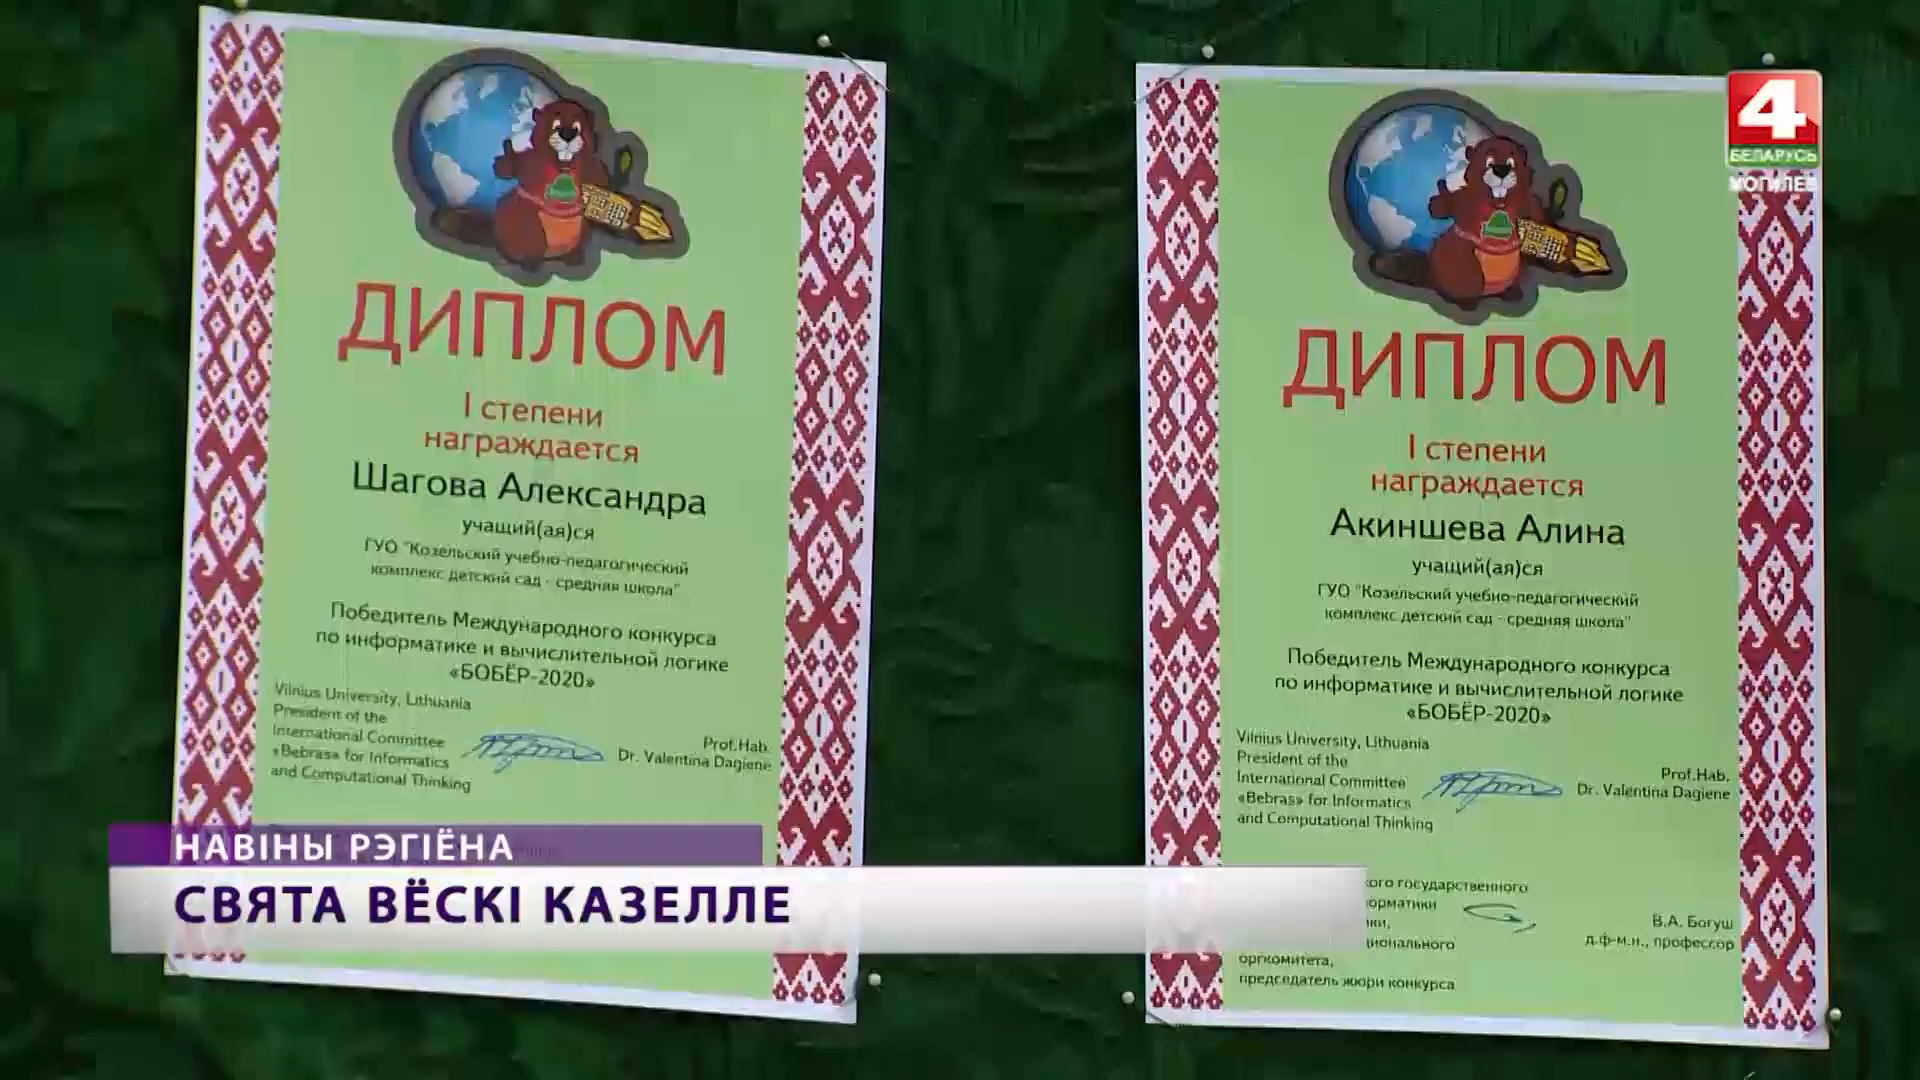 ДИПЛОМ
I степени
награждается
Шагова Александра
учащий(ая)ся
ГУО "Козельский учебно-педагогический
комплекс детский сад - средняя школа"
Победитель Международного конкурса
по информатике и вычислительной логике
«БОБЁР-2020»
Vilnius University, Lithuania
President of the
International Committee
«Bebras» for Informatics
and Computational Thinking
Prof.Hab.
Dr. Valentina Dagiene
ДИПЛОМ
I степени
награждается
Акиншева Алина
учащий(ая)ся
ГУО "Козельский учебно-педагогический
комплекс детский сад - средняя школа"
Победитель Международного конкурса
по информатике и вычислительной логике
«БОБЁР-2020»
Vilnius University, Lithuania
President of the
International Committee
«Bebras» for Informatics
and Computational Thinking
Prof.Hab.
Dr. Valentina Dagiene
государственного
оргкомитета,
председатель жюри конкурса
В.А. Богуш
д.ф-м.н., профессор
4
БЕЛАРУСЬ
МОГИЛЕВ
НАВІНЫ РЭГІЁНА
СВЯТА ВЁСКІ КАЗЕЛЛЕ